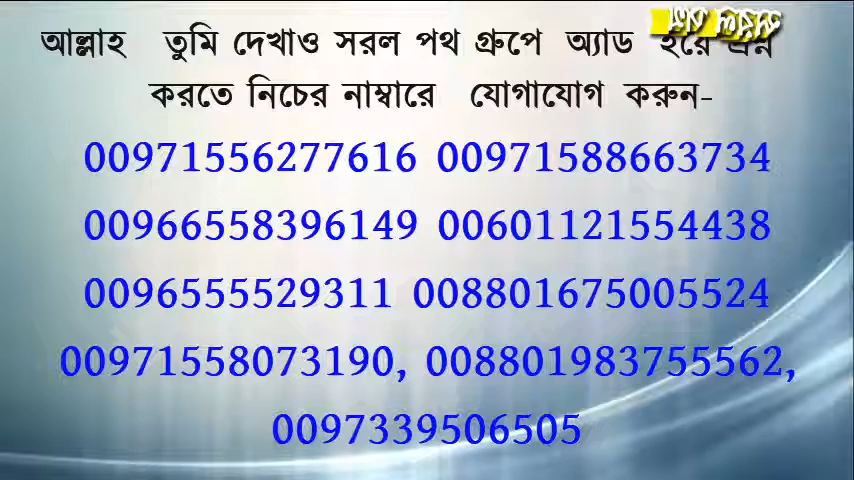 আল্লাহ তুমি দেখাও সরল পথ গ্রুপে অ্যাড হয়ে প্রশ্ন
করতে নিচের নাম্বারে যোগাযোগ করুন-
00971556277616 00971588663734
00966558396149 00601121554438
0096555529311 008801675005524
00971558073190, 008801983755562,
0097339506505